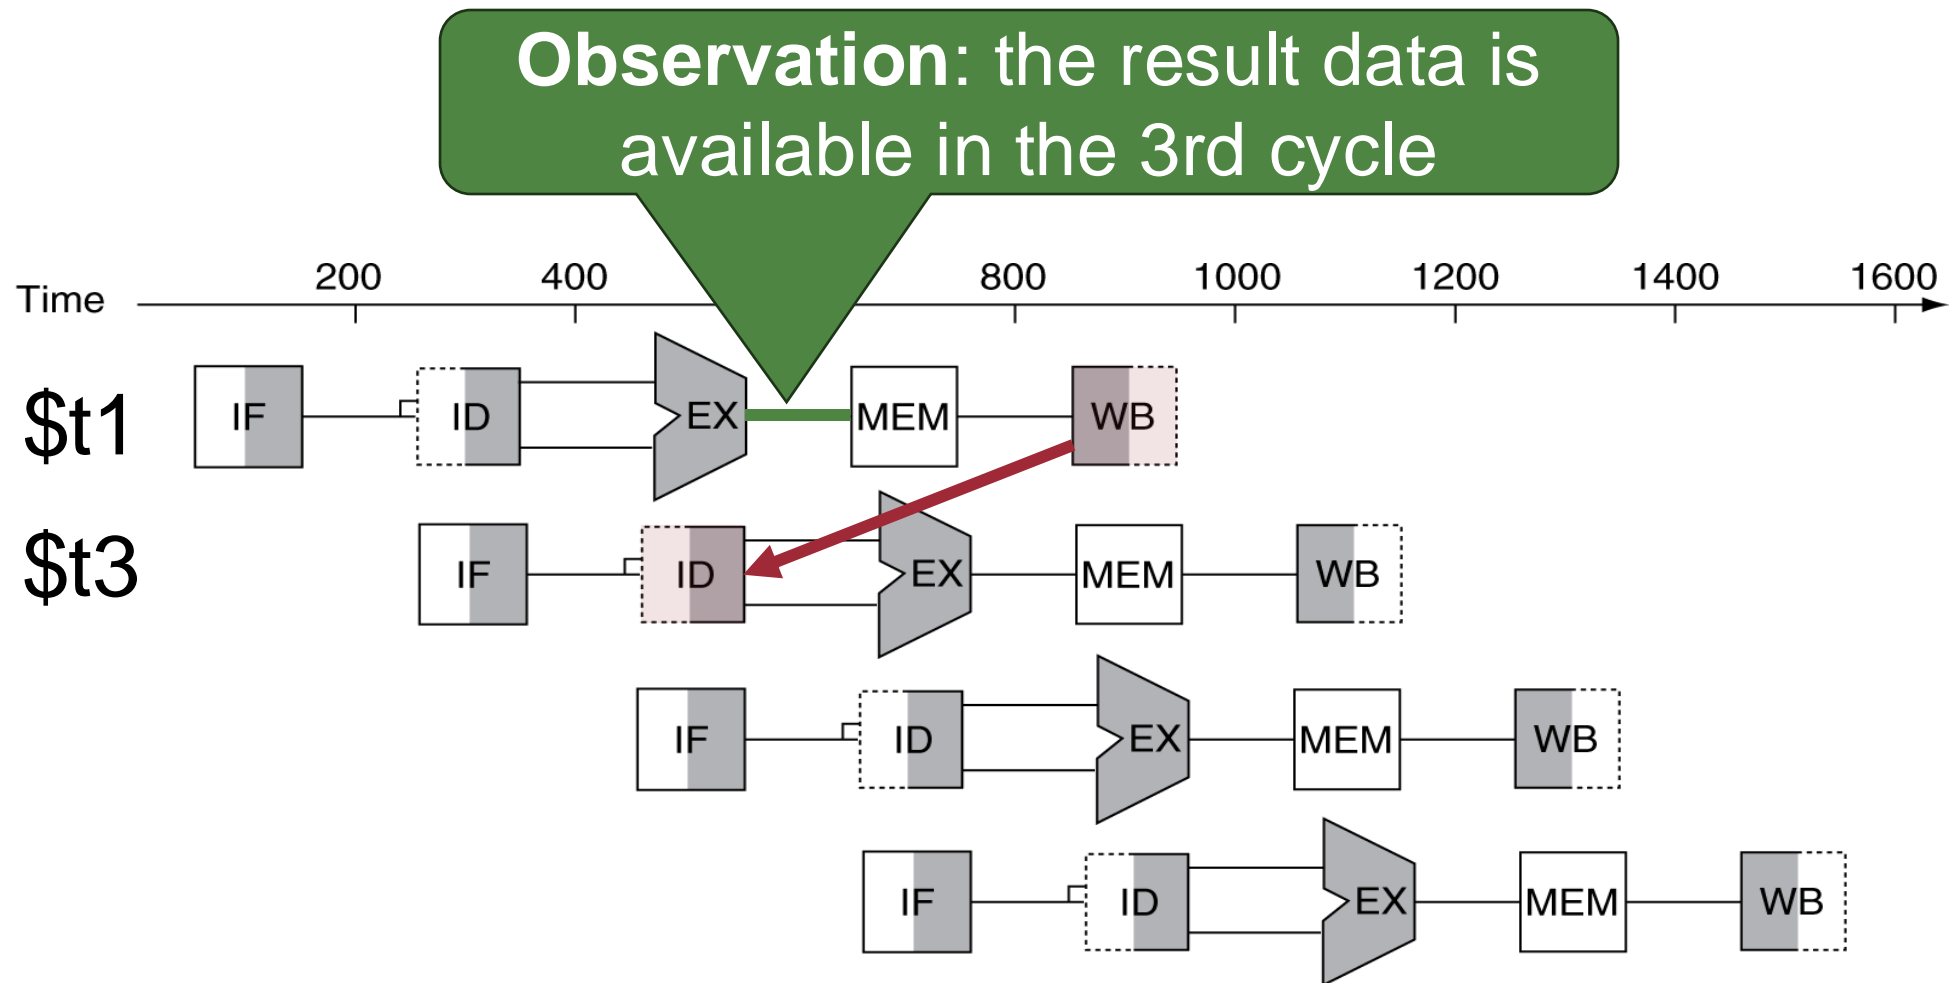 Observation: the result data is
available in the 3rd cycle
200 400 800 1000 1200 1400 1600
Time
$t1 IF ID EX MEM WB
$t3 IF ID EX MEM WB
IF ID EX MEM WB
IF ID EX MEM WB